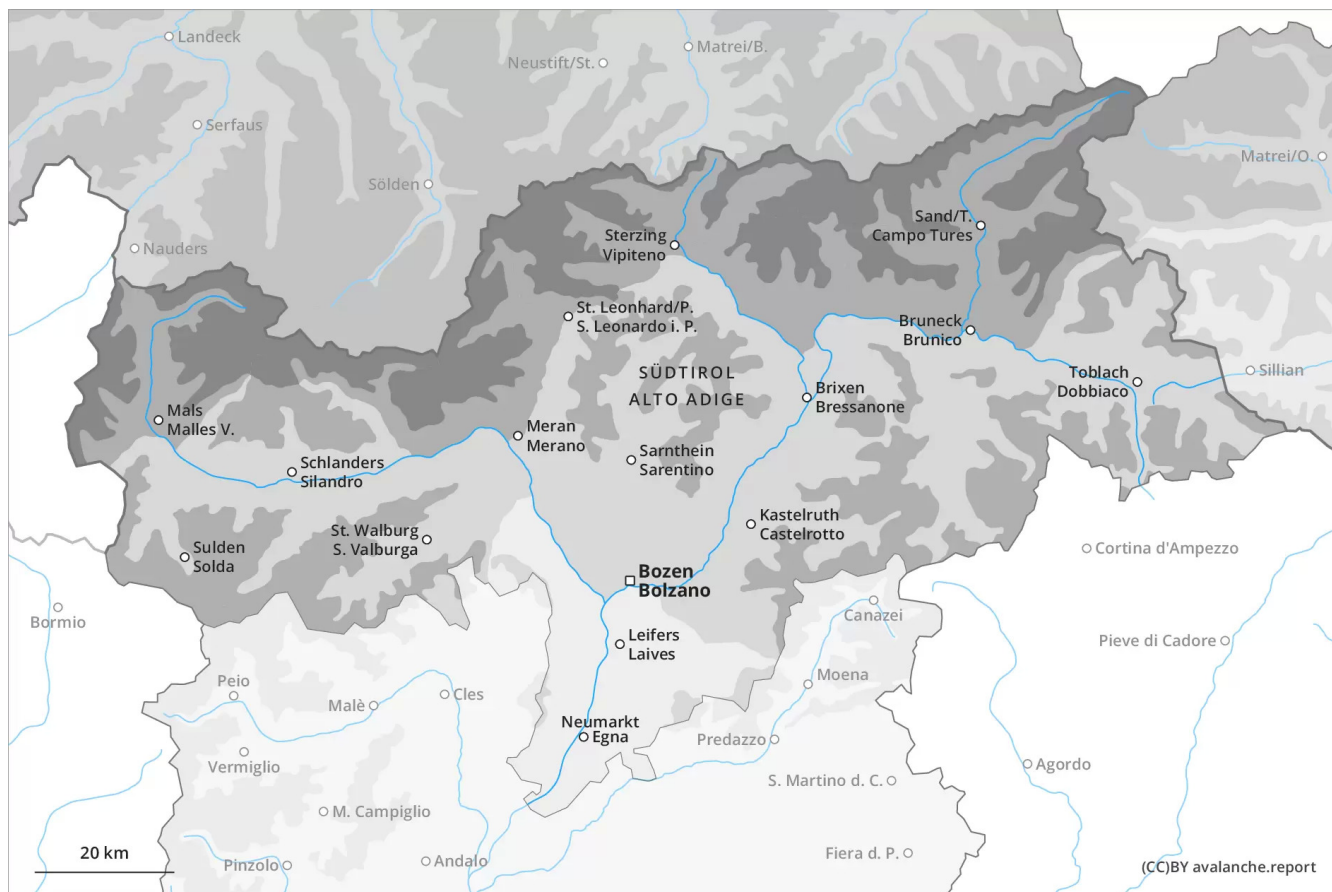 Landeck
Matrei/B.
Neustift/St.
Serfaus
Matrei/O.
Sölden
Sand/T.
Campo Tures
Sterzing
Vipiteno
Nauders
St. Leonhard/P.
S. Leonardo i. P.
Bruneck
Brunico
SÜDTIROL
ALTO ADIGE
Toblach
Dobbiaco
Sillian
Brixen
Bressanone
Mals
Malles V.
Meran
Merano
Sarnthein
Sarentino
Schlanders
Silandro
Kastelruth
Castelrotto
St. Walburg
S. Valburga
Sulden
Solda
Cortina d'Ampezzo
Bozen
Bolzano
Bormio
Canazei
Leifers
Laives
Pieve di Cadore
Peio
Moena
Cles
Malè
Neumarkt
Egna
Predazzo
Vermiglio
Agordo
S. Martino d. C.
M. Campiglio
20 km
Fiera d. P.
Andalo
Pinzolo
(CC)BY avalanche.report